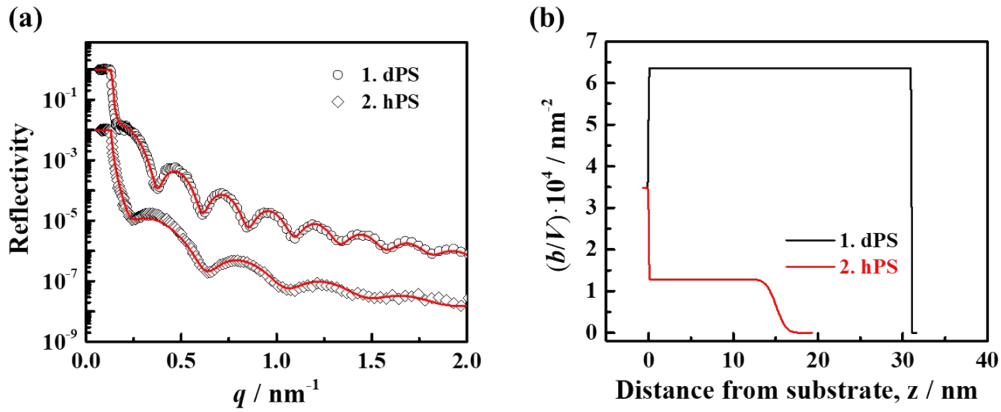 (a)
Reflectivity
10⁻¹
10⁻³
10⁻⁵
10⁻⁷
10⁻⁹
0.0 0.5 1.0 1.5 2.0
q / nm⁻¹
1. dPS
2. hPS
(b)
(b/V)·10⁴ / nm⁻²
7
6
5
4
3
2
1
0
0 10 20 30 40
Distance from substrate, z / nm
1. dPS
2. hPS